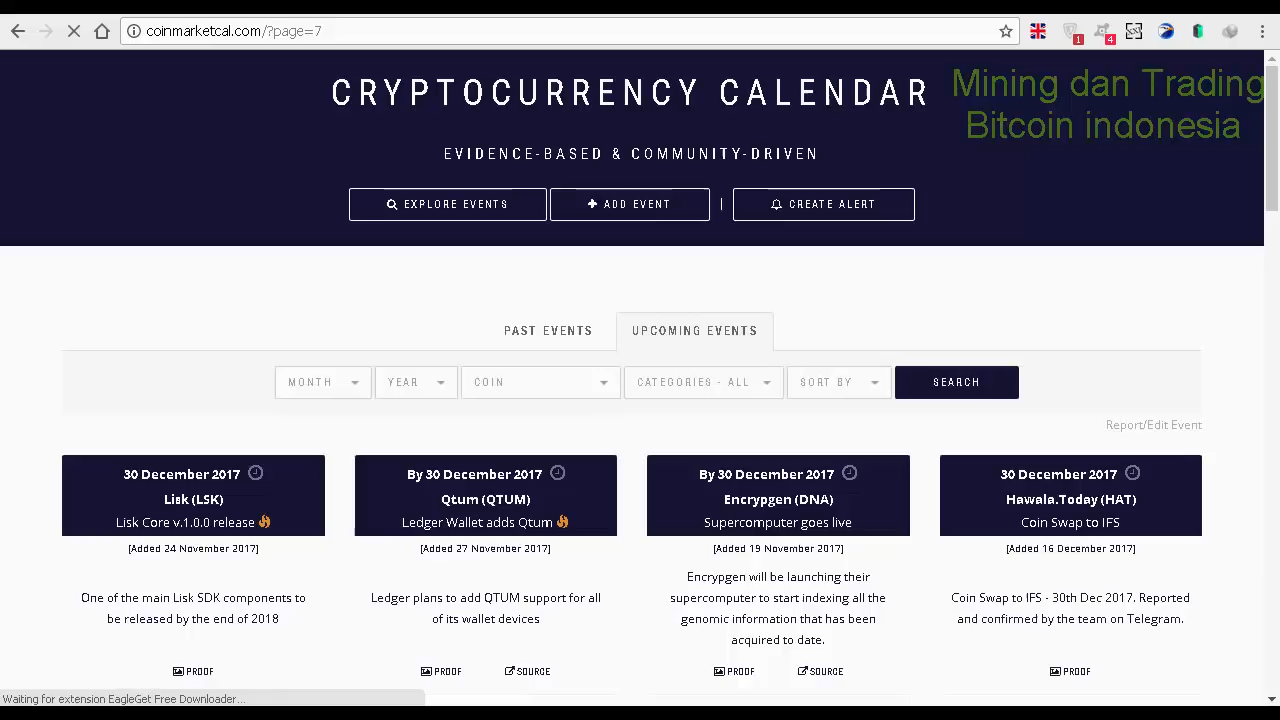 coinmarketcal.com/?page=7
1
4
CRYPTOCURRENCY CALENDAR
Mining dan Trading
Bitcoin indonesia
EVIDENCE-BASED & COMMUNITY-DRIVEN
EXPLORE EVENTS
ADD EVENT
|
CREATE ALERT
PAST EVENTS
UPCOMING EVENTS
MONTH
YEAR
COIN
CATEGORIES - ALL
SORT BY
SEARCH
Report/Edit Event
30 December 2017
Lisk (LSK)
Lisk Core v.1.0.0 release
[Added 24 November 2017]
One of the main Lisk SDK components to
be released by the end of 2018
PROOF
By 30 December 2017
Qtum (QTUM)
Ledger Wallet adds Qtum
[Added 27 November 2017]
Ledger plans to add QTUM support for all
of its wallet devices
PROOF
SOURCE
By 30 December 2017
Encrypgen (DNA)
Supercomputer goes live
[Added 19 November 2017]
Encrypgen will be launching their
supercomputer to start indexing all the
genomic information that has been
acquired to date.
PROOF
SOURCE
30 December 2017
Hawala.Today (HAT)
Coin Swap to IFS
[Added 16 December 2017]
Coin Swap to IFS - 30th Dec 2017. Reported
and confirmed by the team on Telegram.
PROOF
Waiting for extension EagleGet Free Downloader...